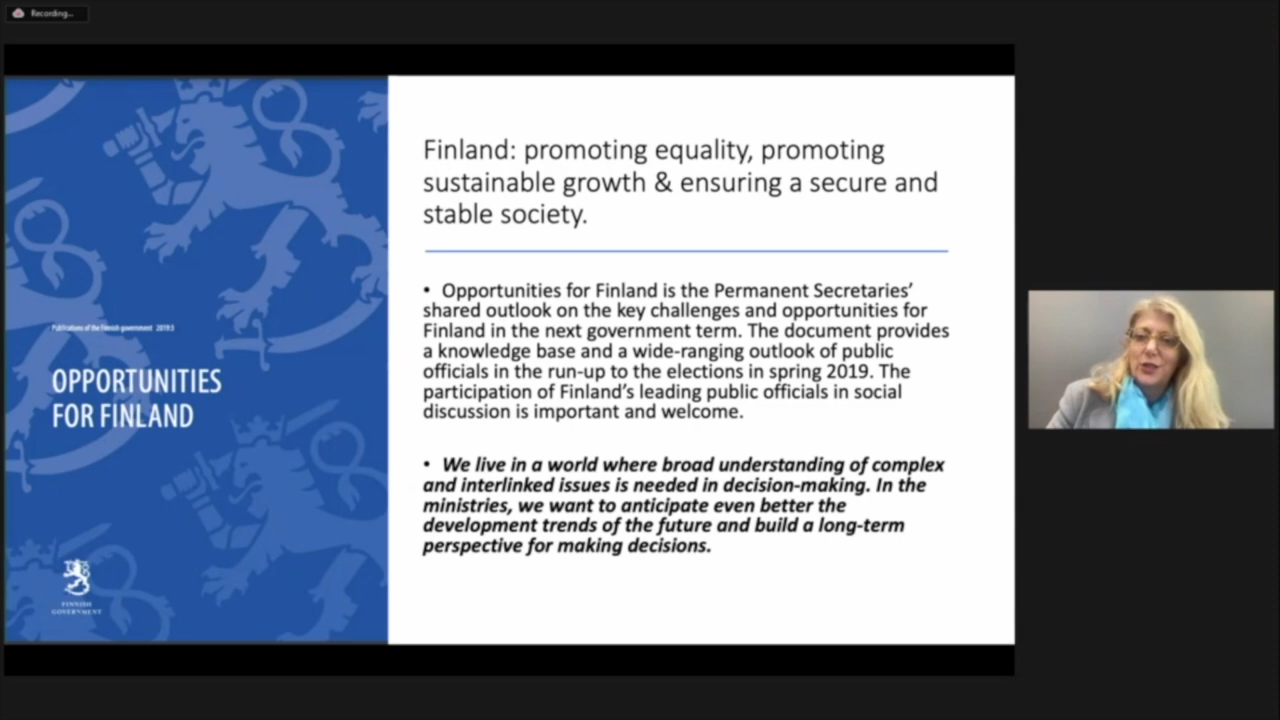 Recording...
Finland: promoting equality, promoting
sustainable growth & ensuring a secure and
stable society.
Publications of the Finnish government 2019:3
OPPORTUNITIES
FOR FINLAND
• Opportunities for Finland is the Permanent Secretaries’
shared outlook on the key challenges and opportunities for
Finland in the next government term. The document provides
a knowledge base and a wide-ranging outlook of public
officials in the run-up to the elections in spring 2019. The
participation of Finland’s leading public officials in social
discussion is important and welcome.
• We live in a world where broad understanding of complex
and interlinked issues is needed in decision-making. In the
ministries, we want to anticipate even better the
development trends of the future and build a long-term
perspective for making decisions.
FINNISH
GOVERNMENT